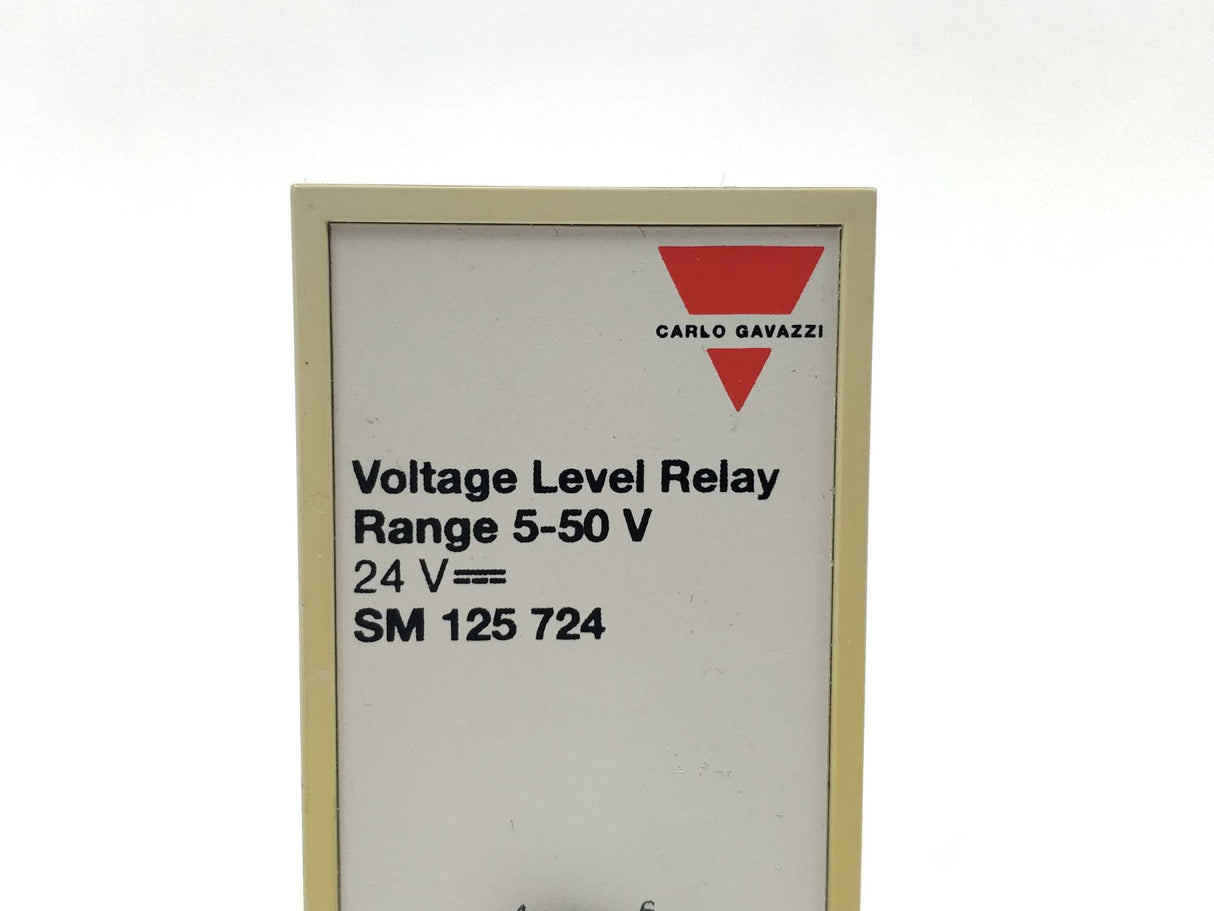 CARLO GAVAZZI
Voltage Level Relay
Range 5-50 V
24 V⎓
SM 125 724